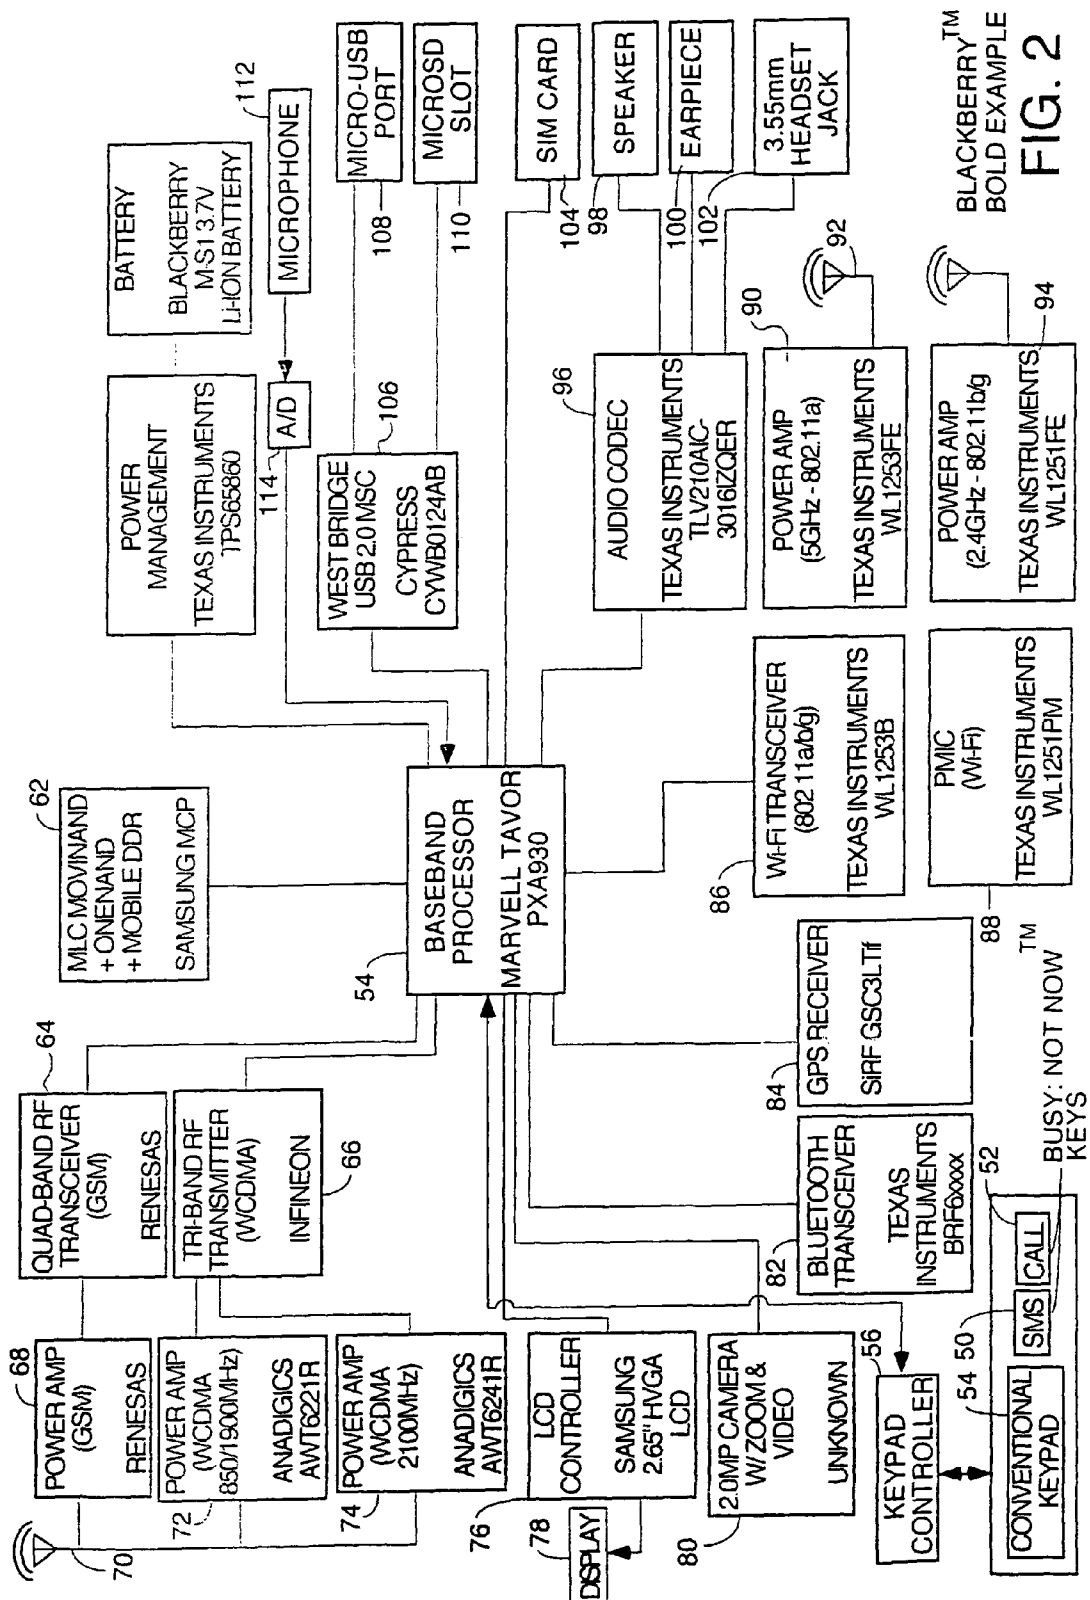 68
POWER AMP
(GSM)
RENESAS
70
POWER AMP
(WCDMA
850/1900MHz)
ANADIGICS
AWT6221R
72
POWER AMP
(WCDMA
2100MHz)
ANADIGICS
AWT6241R
74
LCD
CONTROLLER
SAMSUNG
2.65" HVGA
LCD
76
78
DISPLAY
2.0MP CAMERA
W/ZOOM &
VIDEO
UNKNOWN
80
56
KEYPAD
CONTROLLER
54
CONVENTIONAL
KEYPAD
50
SMS
52
CALL
BUSY: NOT NOW™
KEYS
QUAD-BAND RF
TRANSCEIVER
(GSM)
RENESAS
64
TRI-BAND RF
TRANSMITTER
(WCDMA)
INFINEON
66
82
BLUETOOTH
TRANSCEIVER
TEXAS
INSTRUMENTS
BRF6xxxx
84
GPS RECEIVER
SiRF GSC3LTif
62
MLC MOVINAND
+ ONENAND
+ MOBILE DDR
SAMSUNG MCP
54
BASEBAND
PROCESSOR
MARVELL TAVOR
PXA930
86
Wi-Fi TRANSCEIVER
(802 11a/b/g)
TEXAS INSTRUMENTS
WL1253B
88
PMIC
(Wi-Fi)
TEXAS INSTRUMENTS
WL1251PM
POWER
MANAGEMENT
TEXAS INSTRUMENTS
TPS65860
114
A/D
106
WEST BRIDGE
USB 2.0 MSC
CYPRESS
CYWB0124AB
96
AUDIO CODEC
TEXAS INSTRUMENTS
TLV210AIC-
3016IZQER
90
POWER AMP
(5GHz - 802.11a)
TEXAS INSTRUMENTS
WL1253FE
92
POWER AMP
(2.4GHz - 802.11b/g
TEXAS INSTRUMENTS
WL1251FE
94
BATTERY
BLACKBERRY
M-S1 3.7V
Li-ION BATTERY
MICROPHONE
112
MICRO-USB
PORT
108
MICROSD
SLOT
110
SIM CARD
104
SPEAKER
98
EARPIECE
100
3.55mm
HEADSET
JACK
102
BLACKBERRY™
BOLD EXAMPLE
FIG. 2